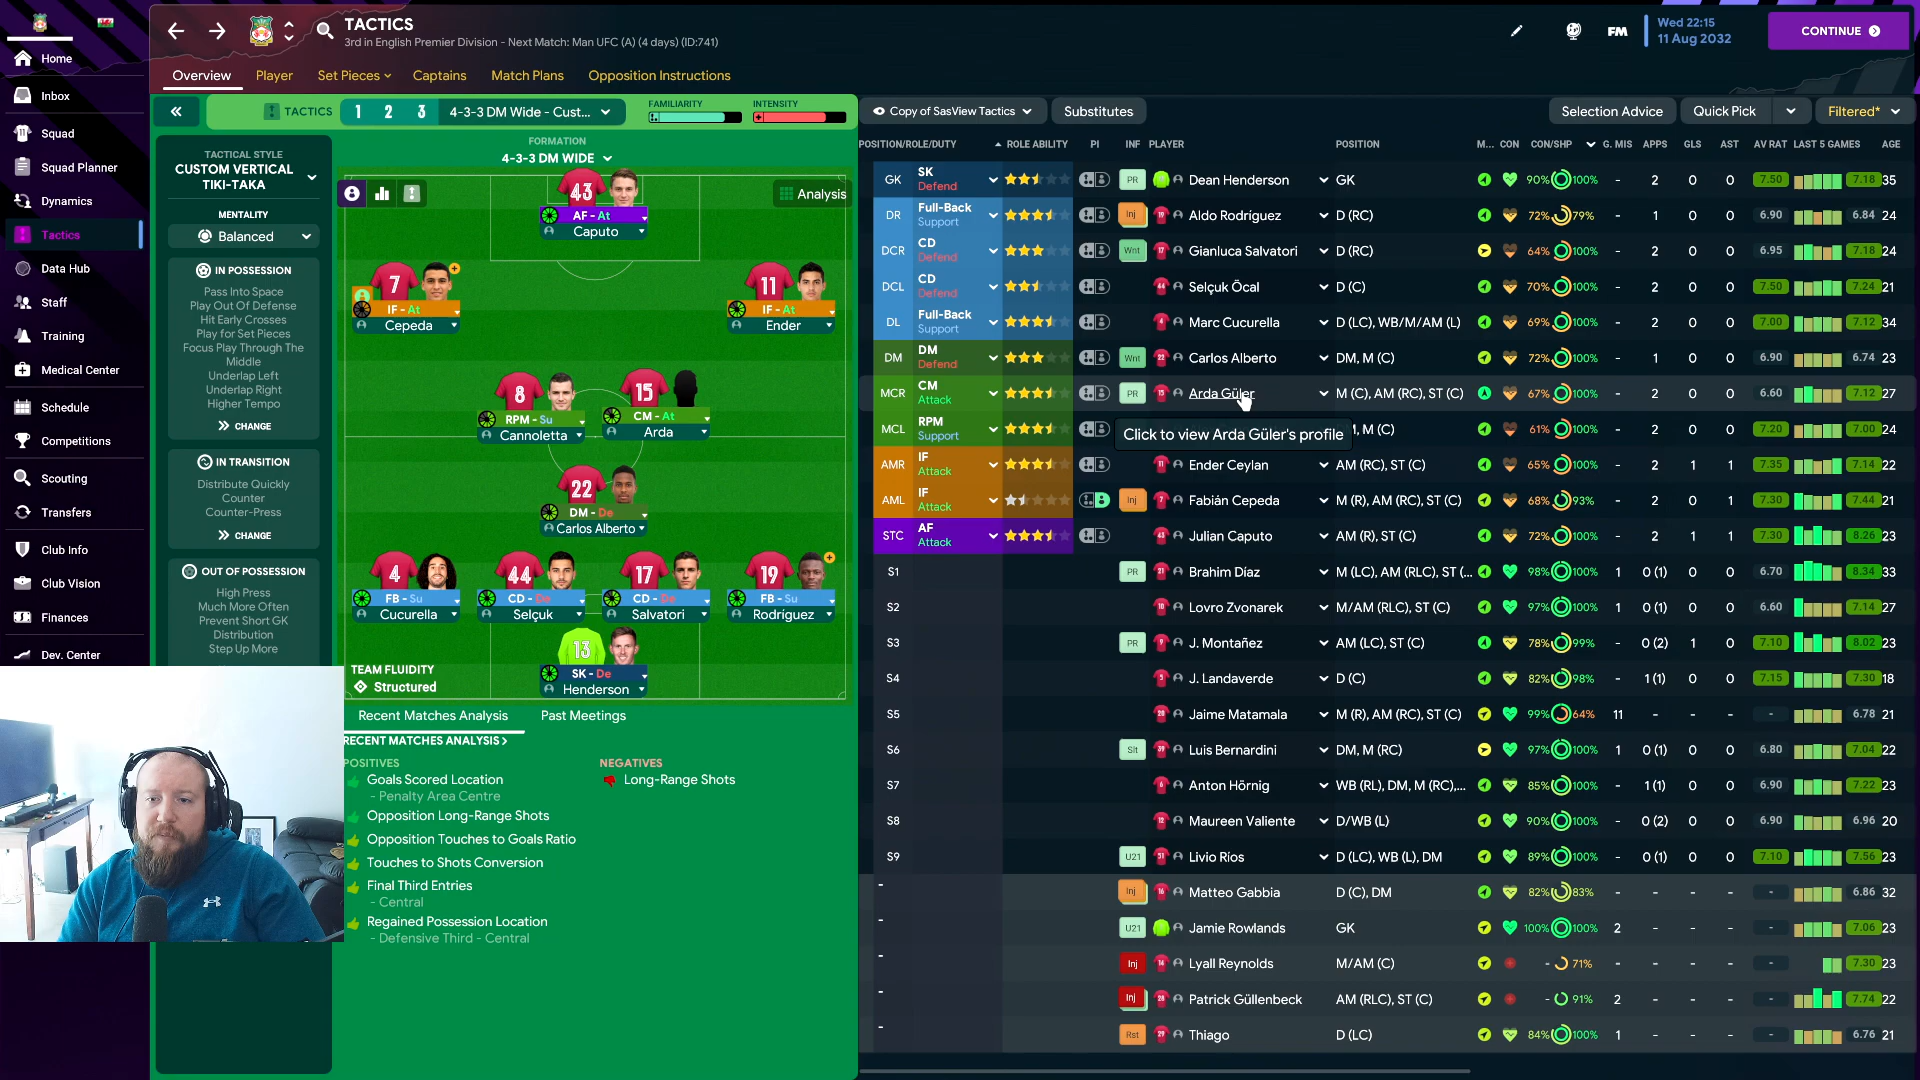 TACTICS
3rd in English Premier Division - Next Match: Man UFC (A) (4 days) (ID:741)
FM
Wed 22:15
11 Aug 2032
CONTINUE
Home
Inbox
Squad
Squad Planner
Dynamics
Tactics
Data Hub
Staff
Training
Medical Center
Schedule
Competitions
Scouting
Transfers
Club Info
Club Vision
Finances
Dev. Center
Overview Player Set Pieces Captains Match Plans Opposition Instructions
TACTICS 1 2 3 4-3-3 DM Wide - Cust... FAMILIARITY INTENSITY
TACTICAL STYLE
CUSTOM VERTICAL
TIKI-TAKA
MENTALITY
Balanced
IN POSSESSION
Pass Into Space
Play Out Of Defense
Hit Early Crosses
Play for Set Pieces
Focus Play Through The
Middle
Underlap Left
Underlap Right
Higher Tempo
CHANGE
IN TRANSITION
Distribute Quickly
Counter
Counter-Press
CHANGE
OUT OF POSSESSION
High Press
Much More Often
Prevent Short GK
Distribution
Step Up More
FORMATION
4-3-3 DM WIDE
Analysis
43
AF - At
Caputo
7 11
IF - At IF - At
Cepeda Ender
8 15
RPM - Su CM - At
Cannoletta Arda
22
DM - De
Carlos Alberto
4 44 17 19
FB - Su CD - De CD - De FB - Su
Cucurella Selçuk Salvatori Rodríguez
13
SK - De
Henderson
TEAM FLUIDITY
Structured
Recent Matches Analysis Past Meetings
RECENT MATCHES ANALYSIS >
POSITIVES NEGATIVES
Goals Scored Location Long-Range Shots
- Penalty Area Centre
Opposition Long-Range Shots
Opposition Touches to Goals Ratio
Touches to Shots Conversion
Final Third Entries
- Central
Regained Possession Location
- Defensive Third - Central
Copy of SasView Tactics Substitutes Selection Advice Quick Pick Filtered*
POSITION/ROLE/DUTY ROLE ABILITY PI INF PLAYER POSITION M... CON CON/SHP G. MIS APPS GLS AST AV RAT LAST 5 GAMES AGE
GK SK Defend PR Dean Henderson GK 90% 100% - 2 0 0 7.50 7.18 35
DR Full-Back Support Inj Aldo Rodríguez D (RC) 72% 79% - 1 0 0 6.90 6.84 24
DCR CD Defend Wnt Gianluca Salvatori D (RC) 64% 100% - 2 0 0 6.95 7.18 24
DCL CD Defend Selçuk Öcal D (C) 70% 100% - 2 0 0 7.50 7.24 21
DL Full-Back Support Marc Cucurella D (LC), WB/M/AM (L) 69% 100% - 2 0 0 7.00 7.12 34
DM DM Defend Wnt Carlos Alberto DM, M (C) 72% 100% - 1 0 0 6.90 6.74 23
MCR CM Attack PR Arda Güler M (C), AM (RC), ST (C) 67% 100% - 2 0 0 6.60 7.12 27
MCL RPM Support Click to view Arda Güler's profile M (C) 61% 100% - 2 0 0 7.20 7.00 24
AMR IF Attack Ender Ceylan AM (RC), ST (C) 65% 100% - 2 1 1 7.35 7.14 22
AML IF Attack Inj Fabián Cepeda M (R), AM (RC), ST (C) 68% 93% - 2 0 0 7.30 7.44 21
STC AF Attack Julian Caputo AM (R), ST (C) 72% 100% - 2 1 1 7.30 8.26 23
S1 PR Brahim Díaz M (LC), AM (RLC), ST (... 98% 100% 1 0 (1) 0 0 6.70 8.34 33
S2 Lovro Zvonarek M/AM (RLC), ST (C) 97% 100% 1 0 (1) 0 0 6.60 7.14 27
S3 PR J. Montañez AM (LC), ST (C) 78% 99% - 0 (2) 1 0 7.10 8.02 23
S4 J. Landaverde D (C) 82% 98% - 1 (1) 0 0 7.15 7.30 18
S5 Jaime Matamala M (R), AM (RC), ST (C) 99% 64% 11 - - - - 6.78 21
S6 Slt Luis Bernardini DM, M (RC) 97% 100% 1 0 (1) 0 0 6.80 7.04 22
S7 Anton Hörnig WB (RL), DM, M (RC),... 85% 100% - 1 (1) 0 0 6.90 7.22 23
S8 Maureen Valiente D/WB (L) 90% 100% - 0 (2) 0 0 6.90 6.96 20
S9 U21 Livio Ríos D (LC), WB (L), DM 89% 100% - 0 (1) 0 0 7.10 7.56 23
- Inj Matteo Gabbia D (C), DM 82% 83% - - - - - 6.86 32
- U21 Jamie Rowlands GK 100% 100% 2 - - - - 7.06 23
- Inj Lyall Reynolds M/AM (C) - 71% - - - - - 7.30 23
- Inj Patrick Güllenbeck AM (RLC), ST (C) - 91% 2 - - - - 7.74 22
- Rst Thiago D (LC) 84% 100% 1 - - - - 6.76 21